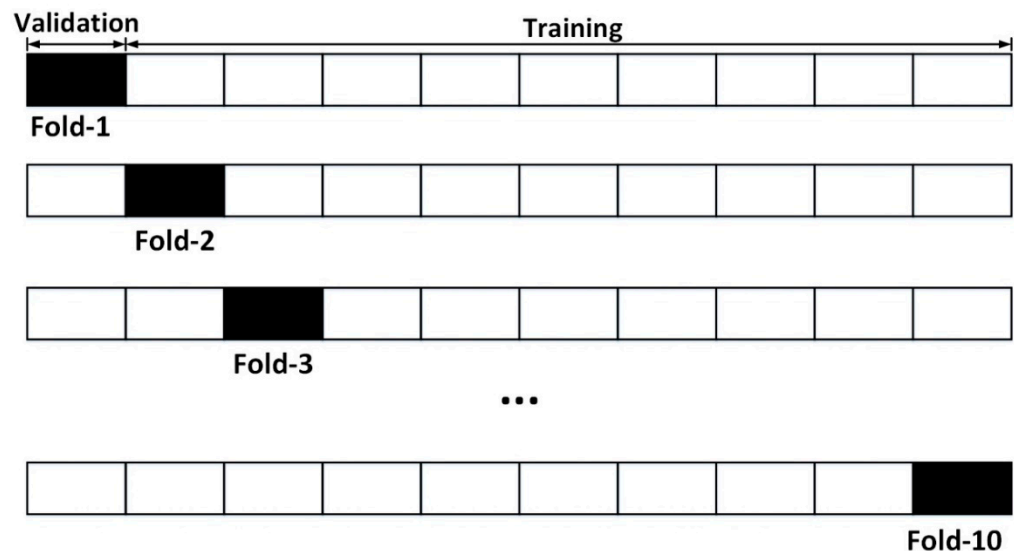 Validation
Training
Fold-1
Fold-2
Fold-3
...
Fold-10